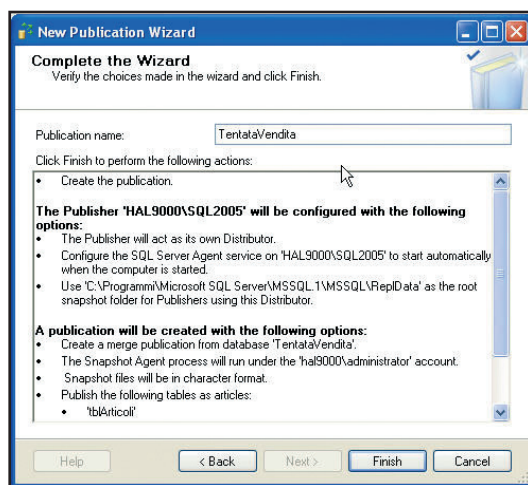 New Publication Wizard
Complete the Wizard
Verify the choices made in the wizard and click Finish.
Publication name:
TentataVendita
Click Finish to perform the following actions:
• Create the publication.
The Publisher 'HAL9000\SQL2005' will be configured with the following
options:
• The Publisher will act as its own Distributor.
• Configure the SQL Server Agent service on 'HAL9000\SQL2005' to start automatically
when the computer is started.
• Use 'C:\Programmi\Microsoft SQL Server\MSSQL.1\MSSQL\ReplData' as the root
snapshot folder for Publishers using this Distributor.
A publication will be created with the following options:
• Create a merge publication from database 'TentataVendita'.
• The Snapshot Agent process will run under the 'hal9000\administrator' account.
• Snapshot files will be in character format.
• Publish the following tables as articles:
• 'tblArticoli'
Help
< Back
Next >
Finish
Cancel